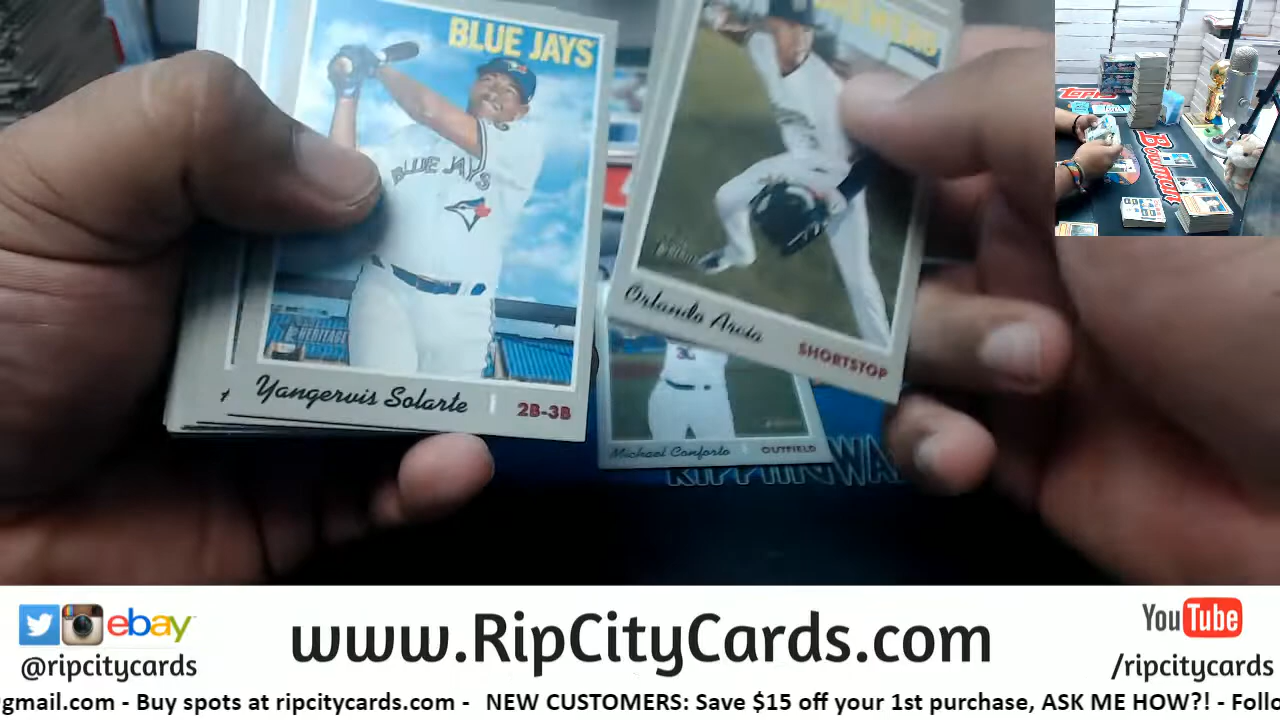 BLUE JAYS
BLUE JAYS
HERITAGE
Yangervis Solarte
2B-3B
Orlando Arcia
SHORTSTOP
Michael Conforto
OUTFIELD
topps
BOWMAN
ebay
@ripcitycards
www.RipCityCards.com
YouTube
/ripcitycards
gmail.com - Buy spots at ripcitycards.com - NEW CUSTOMERS: Save $15 off your 1st purchase, ASK ME HOW?! - Follo